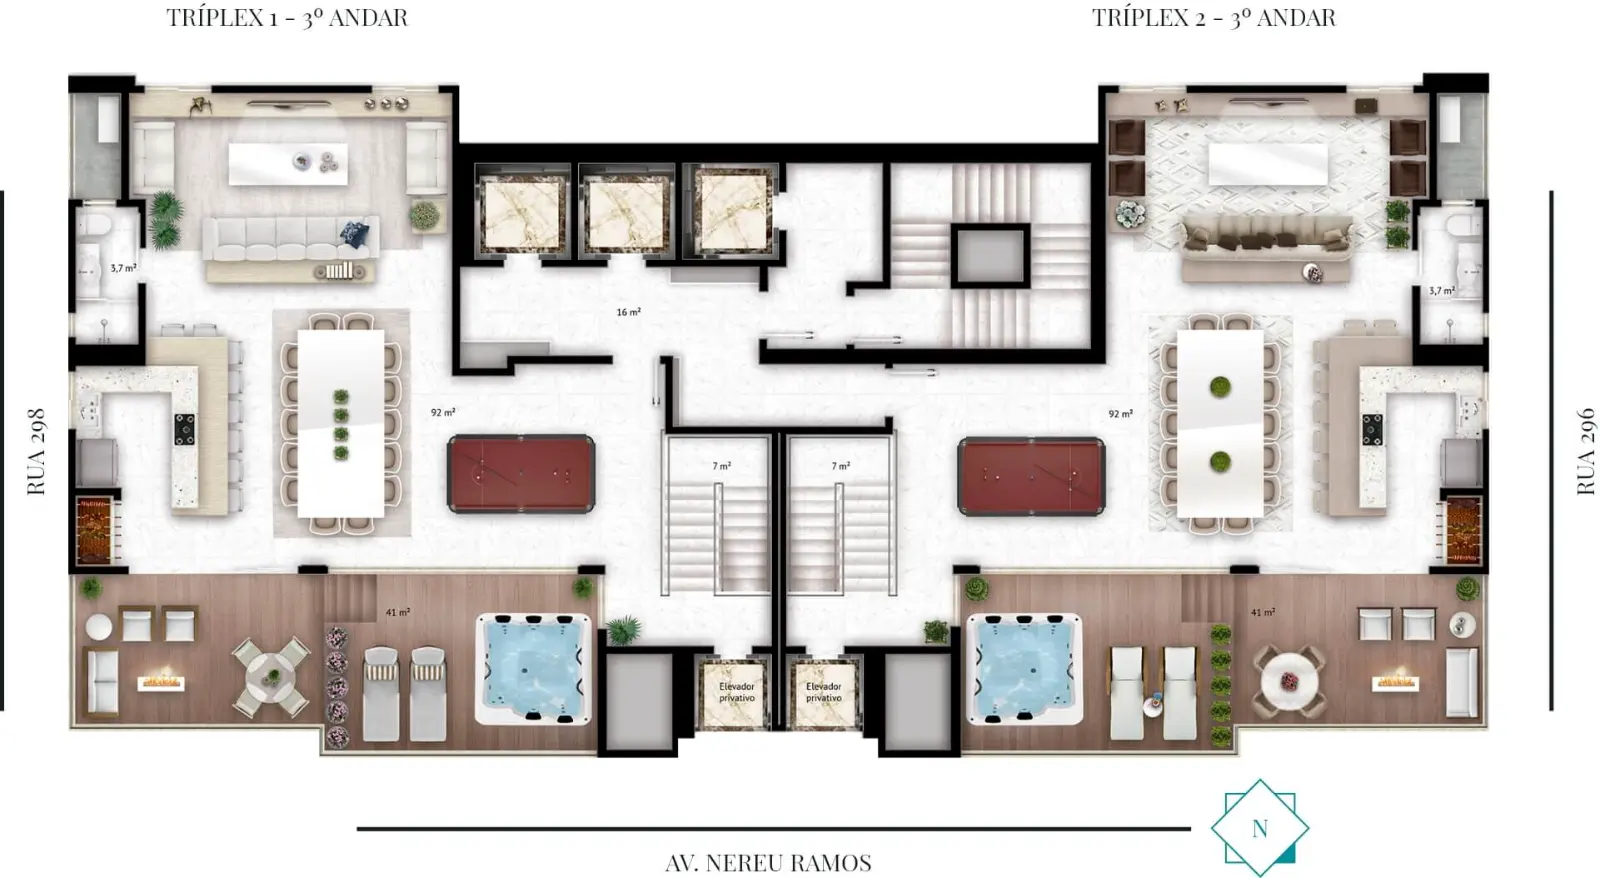 TRÍPLEX 1 - 3º ANDAR
TRÍPLEX 2 - 3º ANDAR
3,7 m²
16 m²
3,7 m²
92 m²
92 m²
RUA 298
RUA 296
7 m²
7 m²
41 m²
41 m²
Elevador
privativo
Elevador
privativo
N
AV. NEREU RAMOS